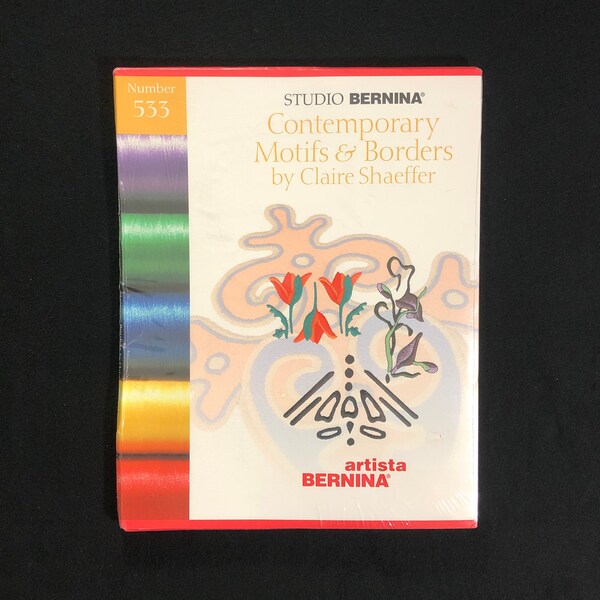 Number
533
STUDIO BERNINA®
Contemporary
Motifs & Borders
by Claire Shaeffer
artista
BERNINA®